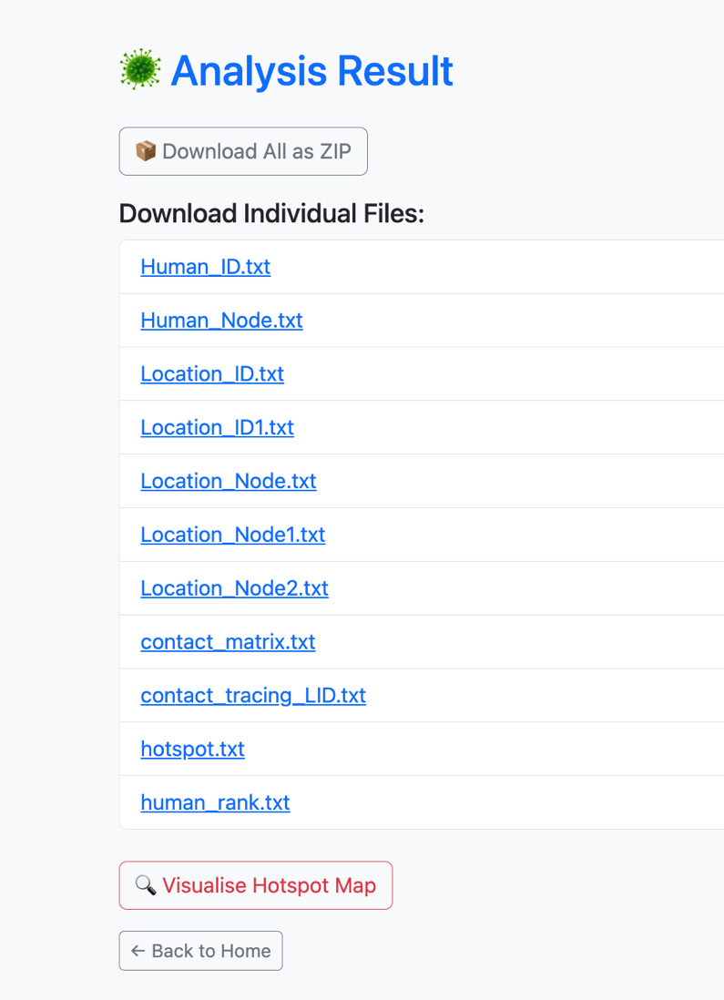 Analysis Result
Download All as ZIP
Download Individual Files:
Human_ID.txt
Human_Node.txt
Location_ID.txt
Location_ID1.txt
Location_Node.txt
Location_Node1.txt
Location_Node2.txt
contact_matrix.txt
contact_tracing_LID.txt
hotspot.txt
human_rank.txt
Visualise Hotspot Map
← Back to Home